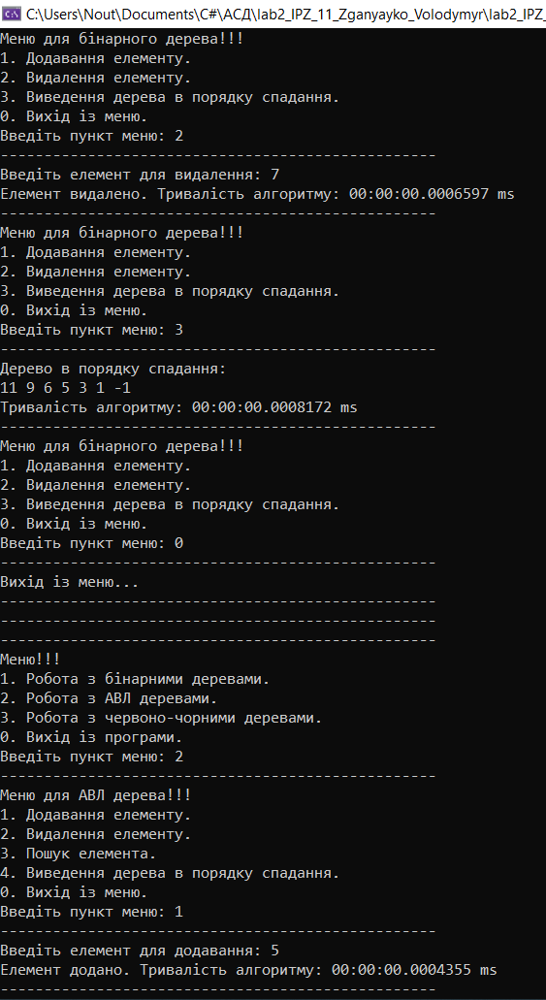 C:\Users\Nout\Documents\C#\АСД\lab2_IPZ_11_Zganyayko_Volodymyr\lab2_IPZ_
Меню для бінарного дерева!!!
1. Додавання елементу.
2. Видалення елементу.
3. Виведення дерева в порядку спадання.
0. Вихід із меню.
Введіть пункт меню: 2
--------------------------------------------------
Введіть елемент для видалення: 7
Елемент видалено. Тривалість алгоритму: 00:00:00.0006597 ms
--------------------------------------------------
Меню для бінарного дерева!!!
1. Додавання елементу.
2. Видалення елементу.
3. Виведення дерева в порядку спадання.
0. Вихід із меню.
Введіть пункт меню: 3
--------------------------------------------------
Дерево в порядку спадання:
11 9 6 5 3 1 -1
Тривалість алгоритму: 00:00:00.0008172 ms
--------------------------------------------------
Меню для бінарного дерева!!!
1. Додавання елементу.
2. Видалення елементу.
3. Виведення дерева в порядку спадання.
0. Вихід із меню.
Введіть пункт меню: 0
--------------------------------------------------
Вихід із меню...
--------------------------------------------------
--------------------------------------------------
--------------------------------------------------
Меню!!!
1. Робота з бінарними деревами.
2. Робота з АВЛ деревами.
3. Робота з червоно-чорними деревами.
0. Вихід із програми.
Введіть пункт меню: 2
--------------------------------------------------
Меню для АВЛ дерева!!!
1. Додавання елементу.
2. Видалення елементу.
3. Пошук елемента.
4. Виведення дерева в порядку спадання.
0. Вихід із меню.
Введіть пункт меню: 1
--------------------------------------------------
Введіть елемент для додавання: 5
Елемент додано. Тривалість алгоритму: 00:00:00.0004355 ms
--------------------------------------------------